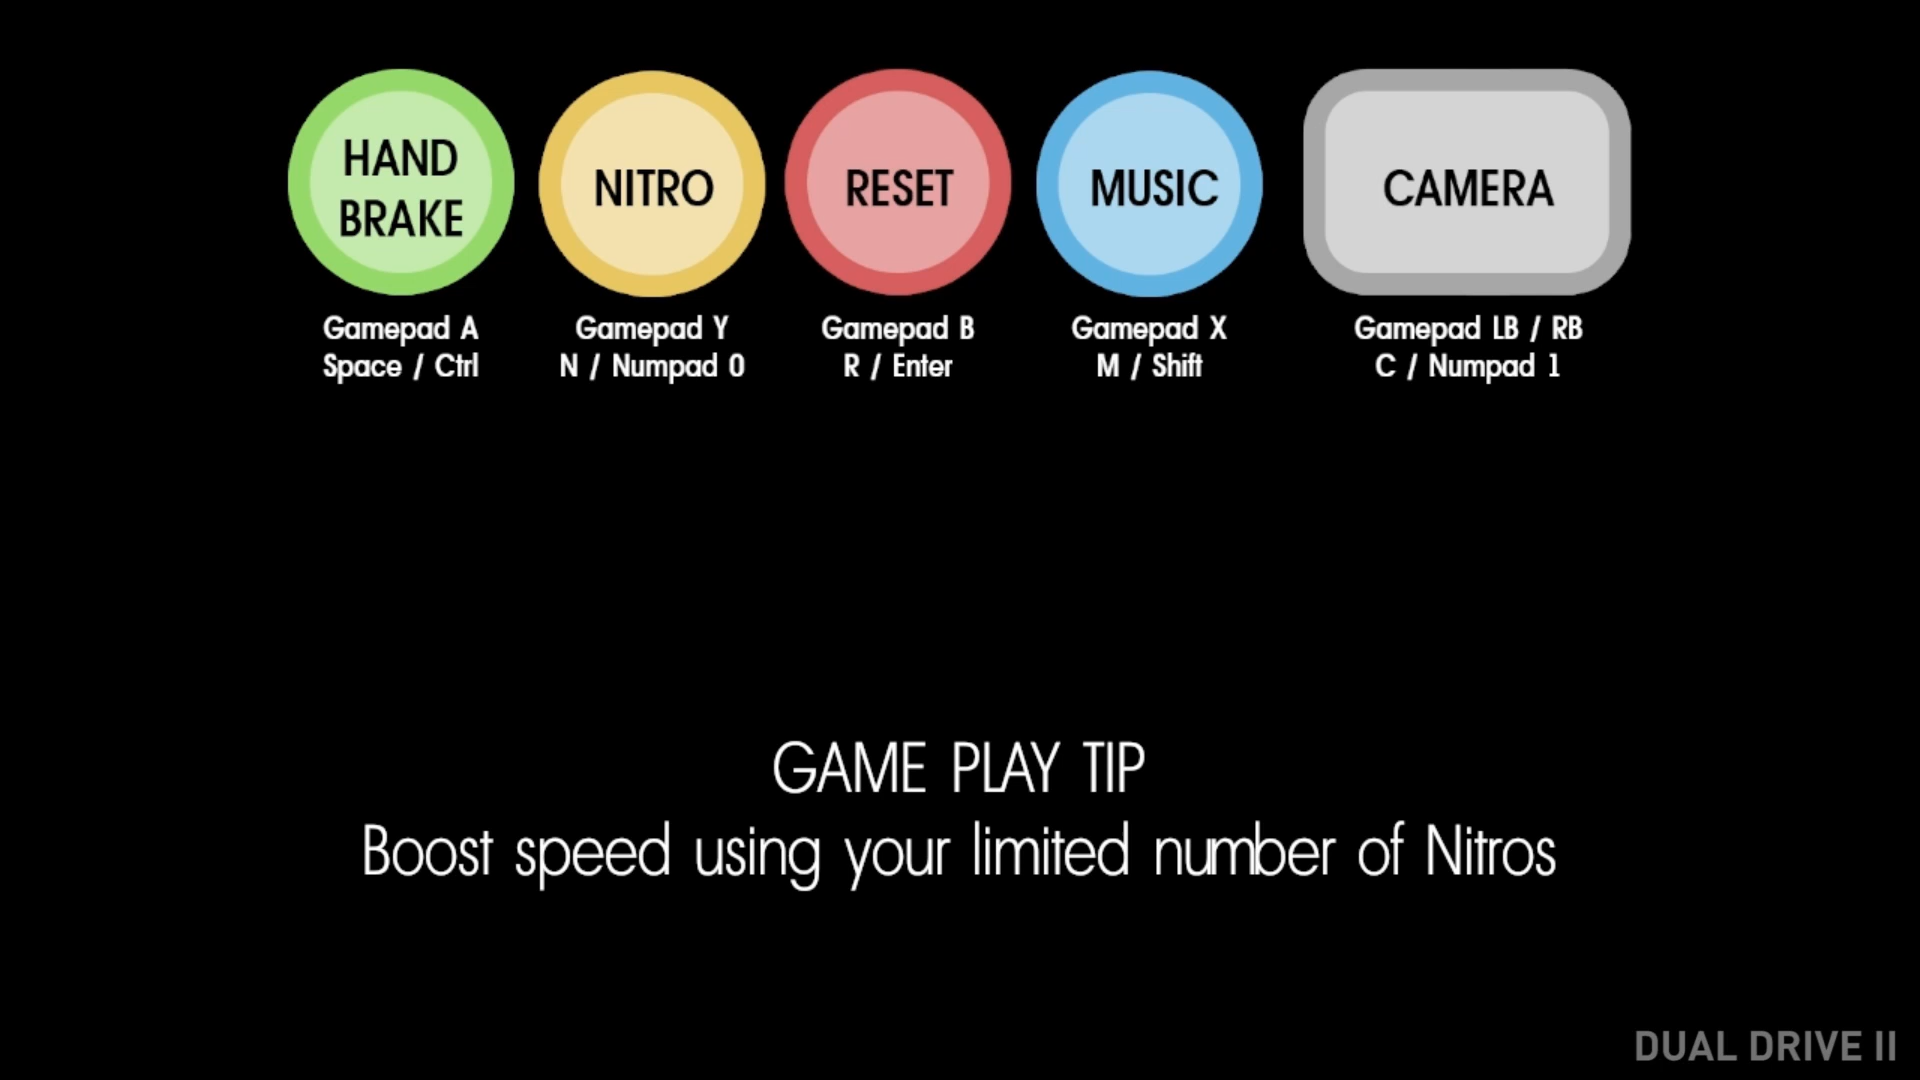 HAND
BRAKE
NITRO
RESET
MUSIC
CAMERA
Gamepad A
Space / Ctrl
Gamepad Y
N / Numpad 0
Gamepad B
R / Enter
Gamepad X
M / Shift
Gamepad LB / RB
C / Numpad 1
GAME PLAY TIP
Boost speed using your limited number of Nitros
DUAL DRIVE II